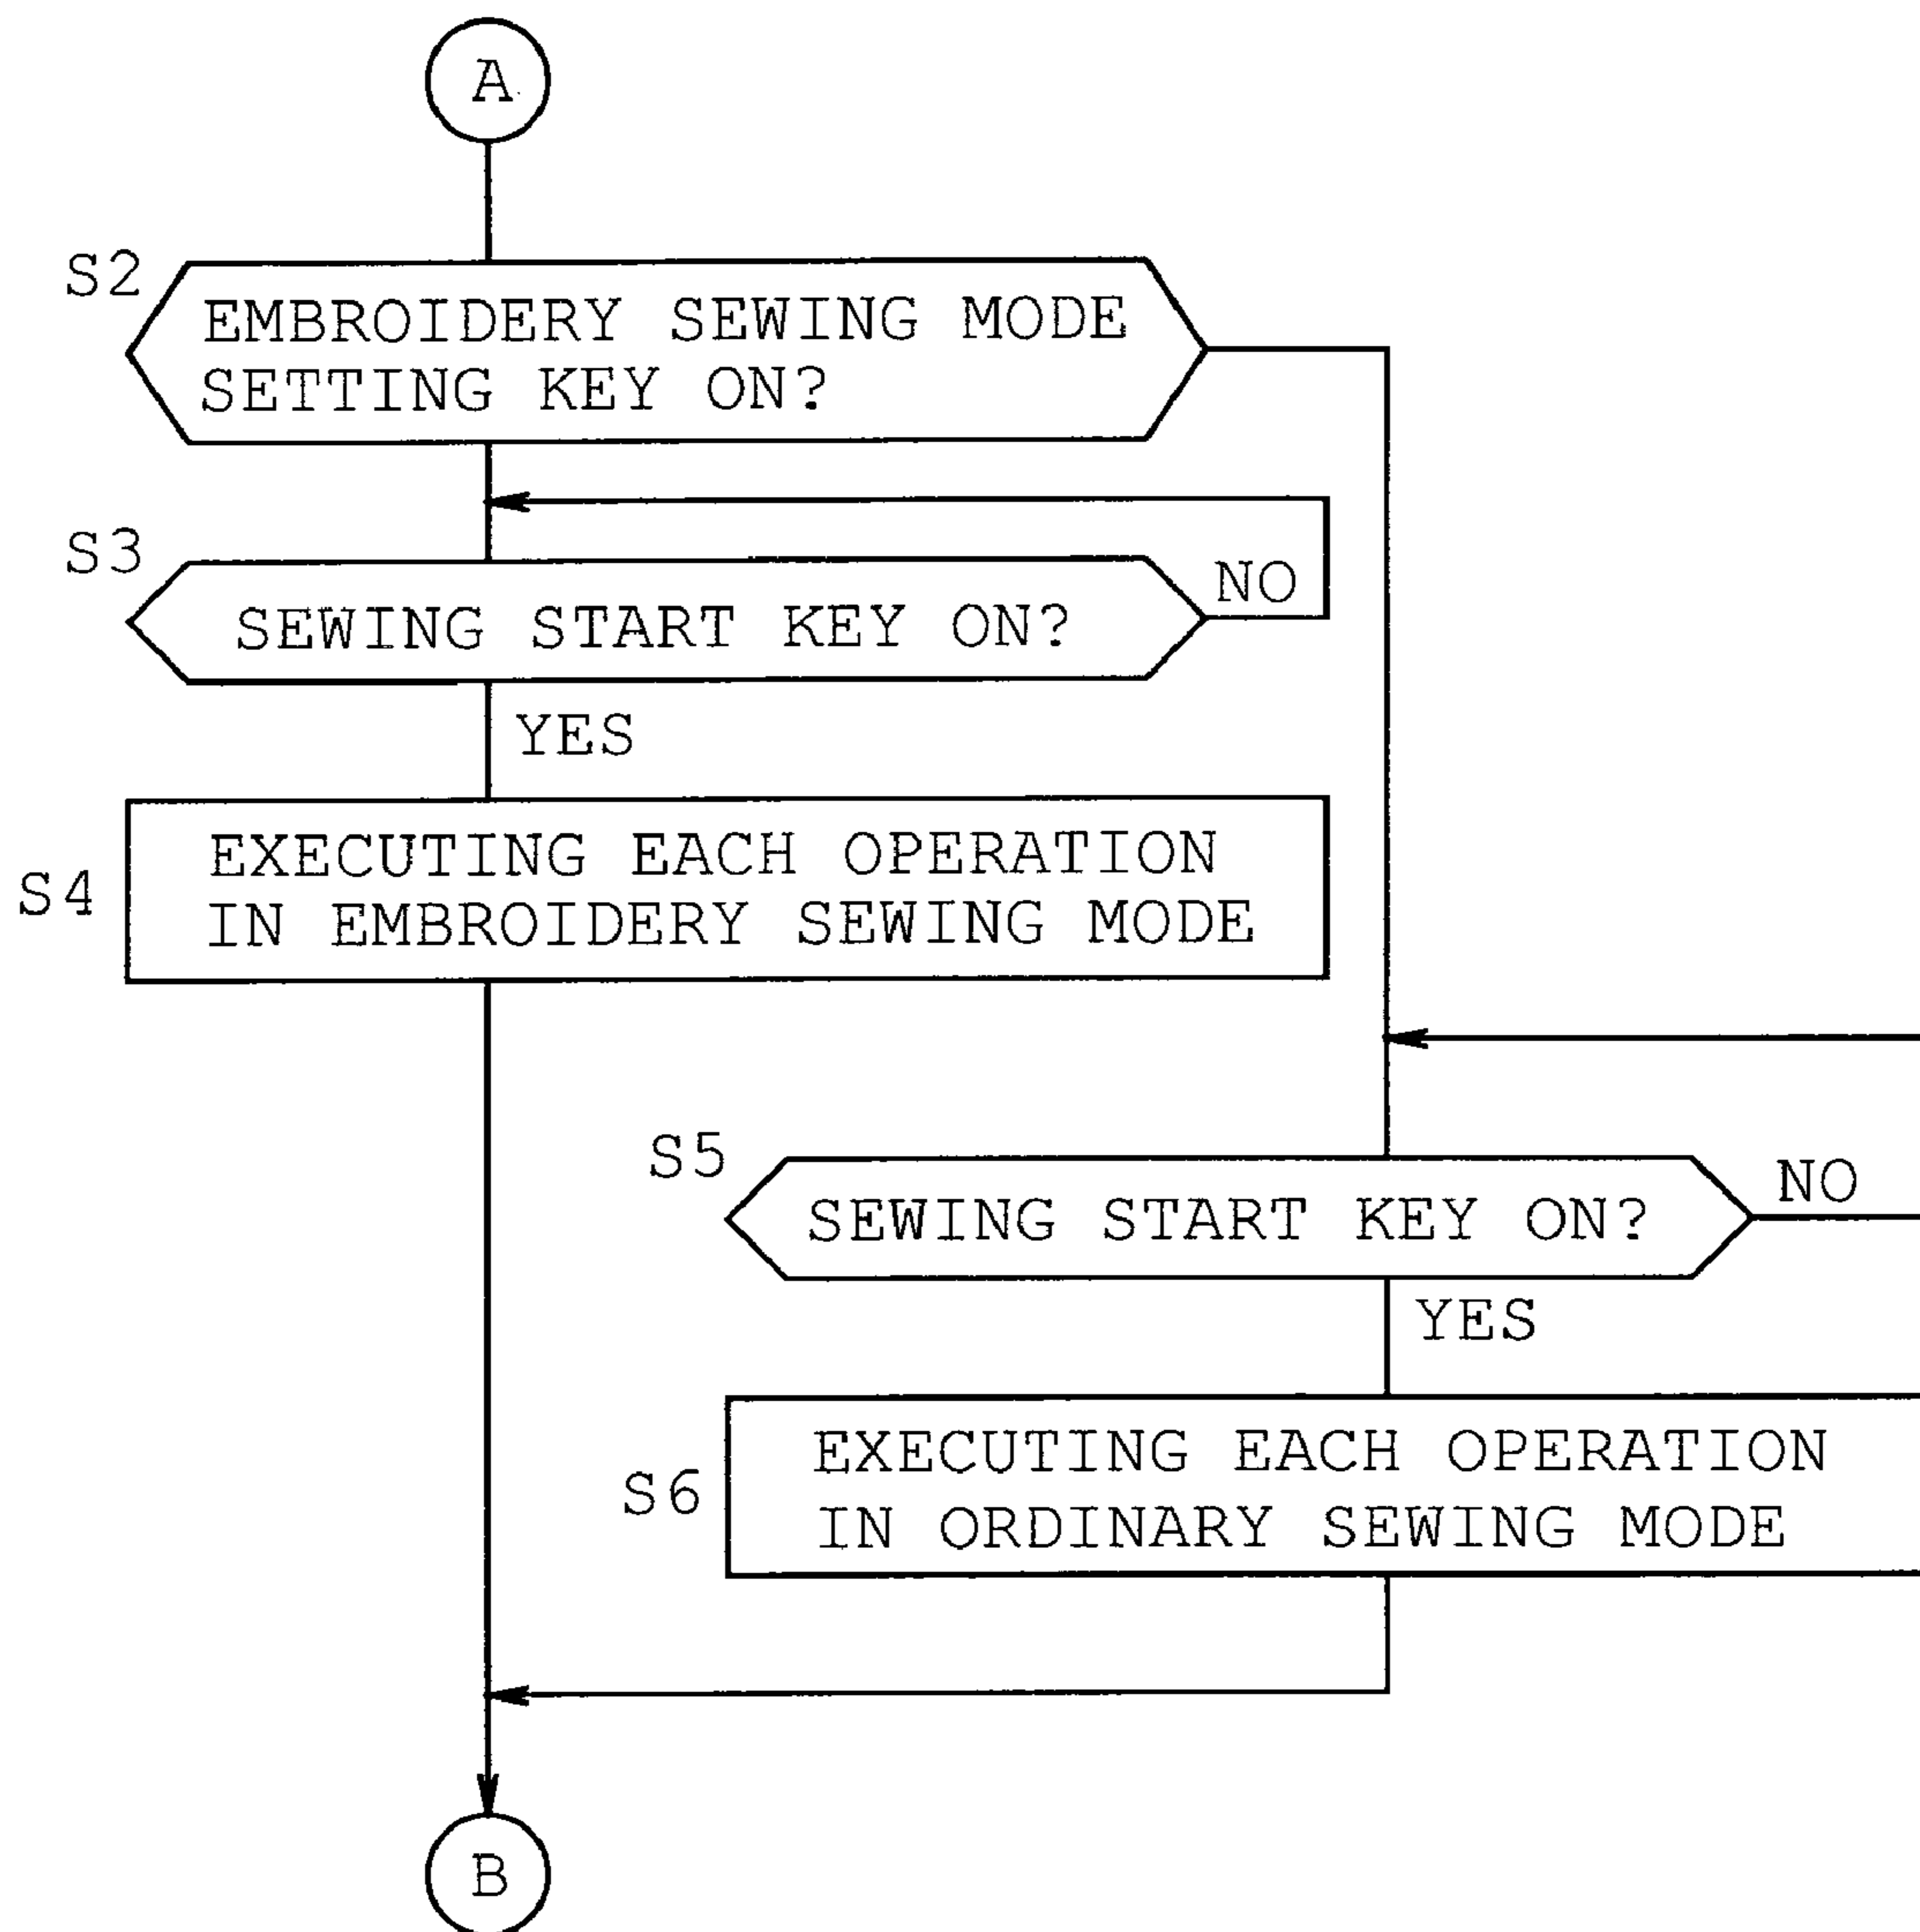 A
S2
EMBROIDERY SEWING MODE
SETTING KEY ON?
S3
NO
SEWING START KEY ON?
YES
S4
EXECUTING EACH OPERATION
IN EMBROIDERY SEWING MODE
S5
NO
SEWING START KEY ON?
YES
S6
EXECUTING EACH OPERATION
IN ORDINARY SEWING MODE
B